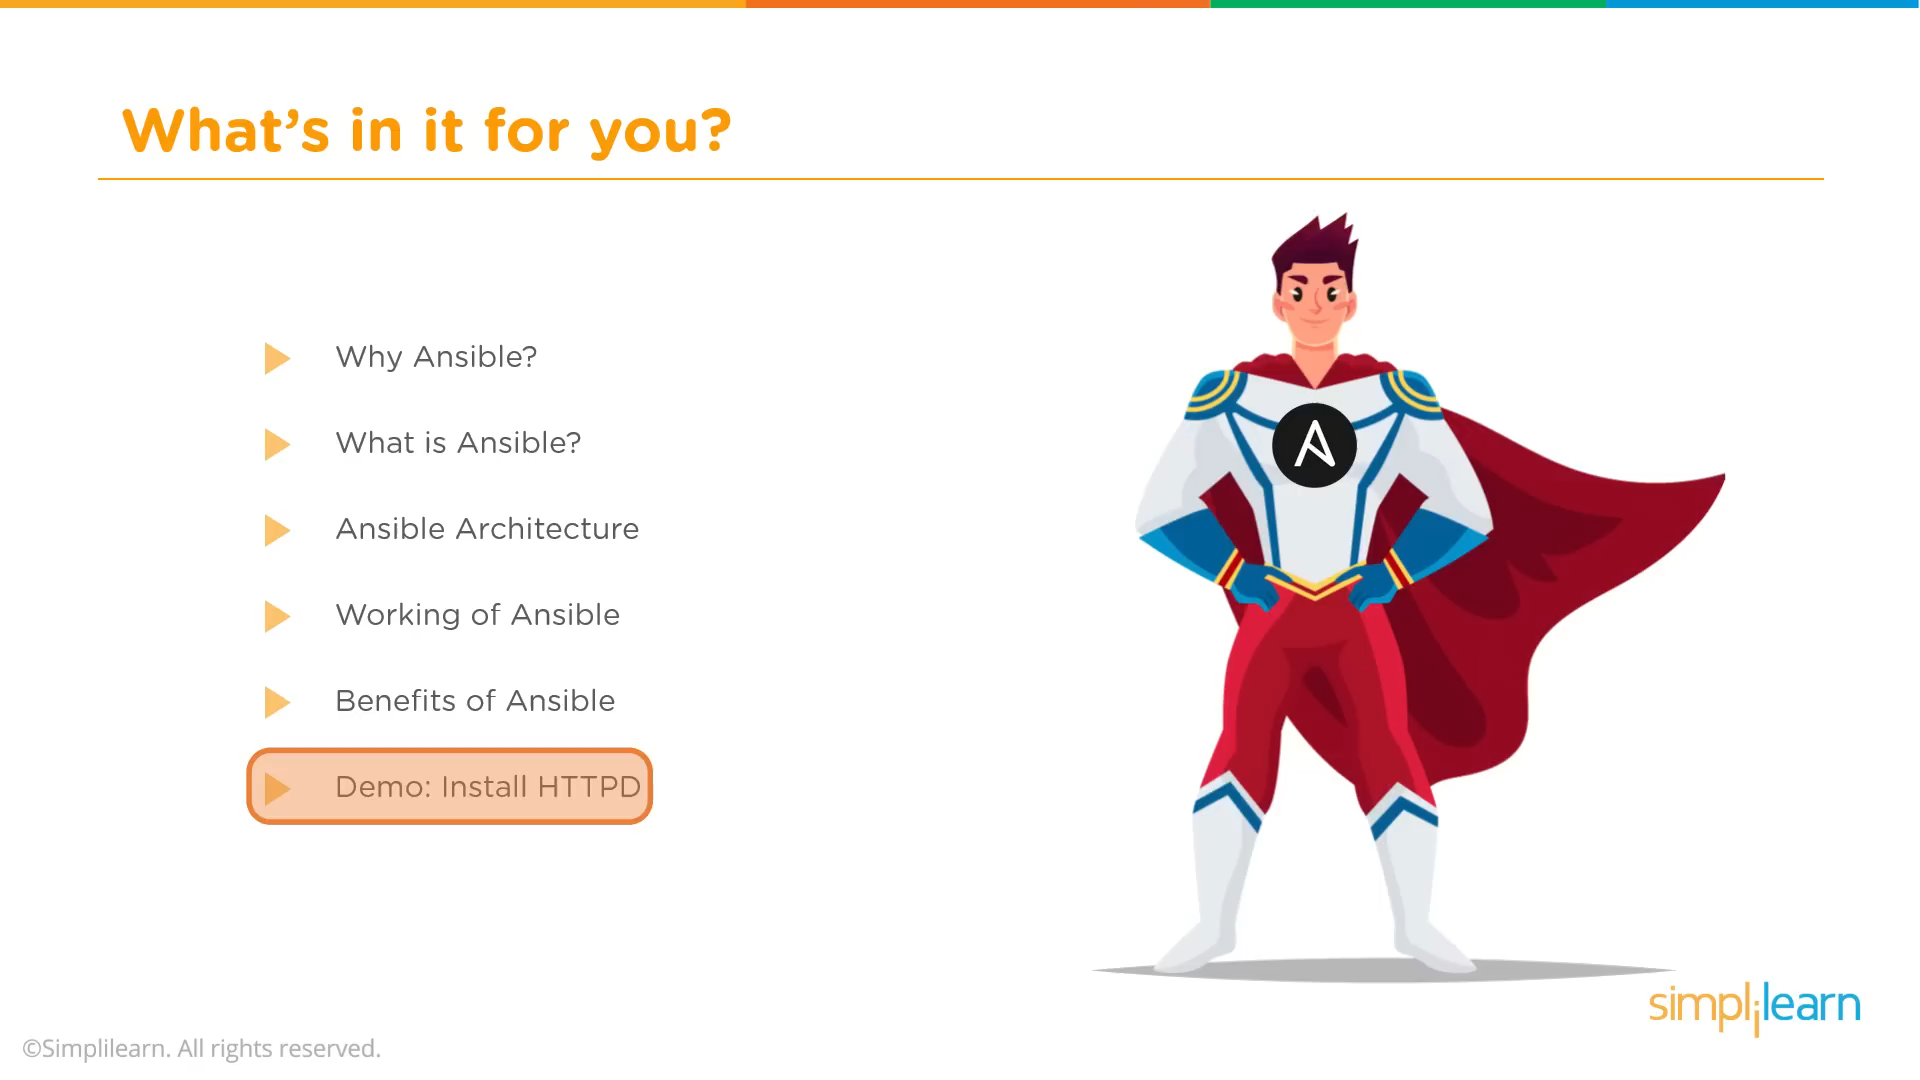 What's in it for you?
Why Ansible?
What is Ansible?
Ansible Architecture
Working of Ansible
Benefits of Ansible
Demo: Install HTTPD
simplilearn
©Simplilearn. All rights reserved.